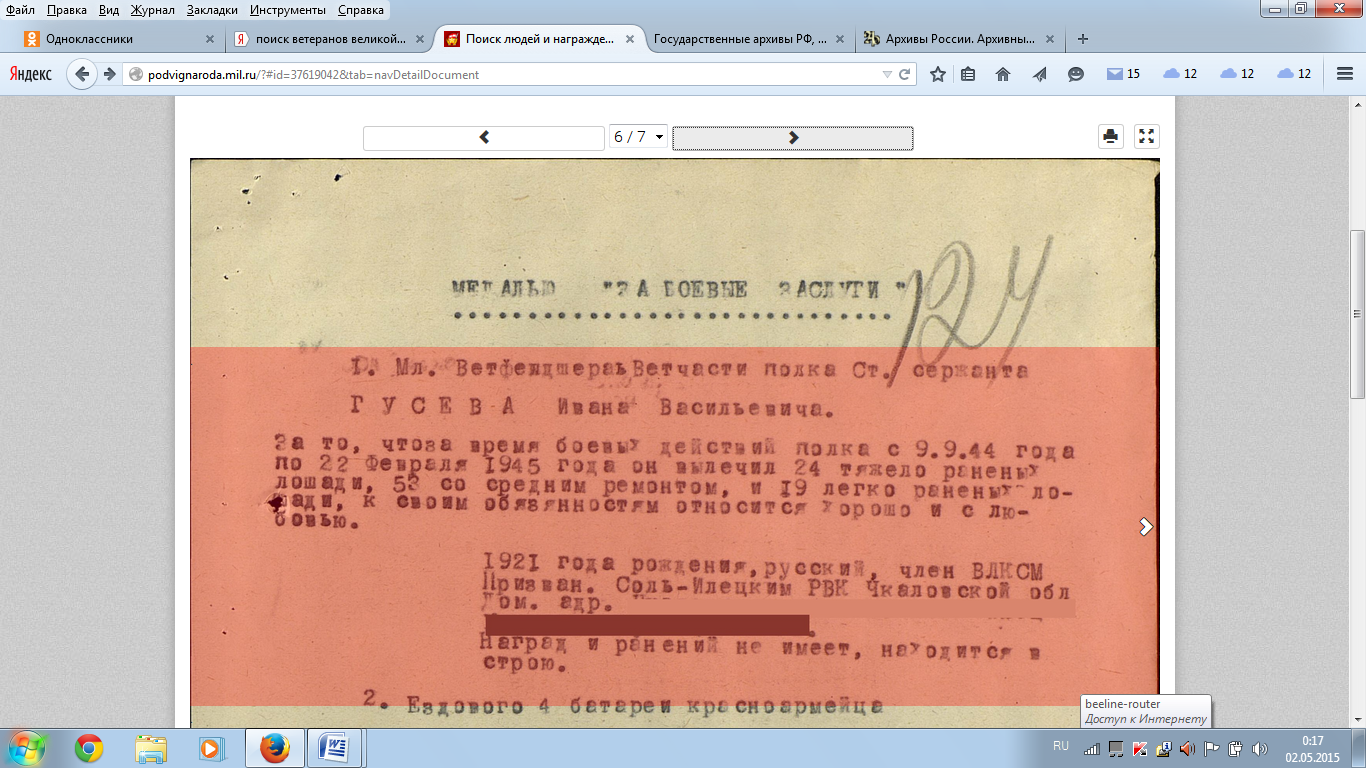 Файл Правка Вид Журнал Закладки Инструменты Справка
Одноклассники
поиск ветеранов великой...
Поиск людей и награжде...
Государственные архивы РФ, ...
Архивы России. Архивны...
Яндекс
podvignaroda.mil.ru/?#id=37619042&tab=navDetailDocument
15 12 12 12
6 / 7
МЕДАЛЬЮ "ЗА БОЕВЫЕ ЗАСЛУГИ"
124
1. Мл. Ветфельдшера Ветчасти полка Ст. сержанта
Г У С Е В А Ивана Васильевича.
За то, чтоза время боевых действий полка с 9.9.44 года
по 22 Февраля 1945 года он вылечил 24 тяжело раненых
лошади, 53 со средним ремонтом, и 19 легко раненых ло-
шади, к своим обязянностям относится хорошо и с лю-
бовью.
1921 года рождения, русский, член ВЛКСМ
Призван. Соль-Илецким РВК Чкаловской обл
Дом. адр.
Наград и ранений не имеет, находится в
строю.
2. Ездового 4 батареи красноармейца
beeline-router
Доступ к Интернету
RU
0:17
02.05.2015